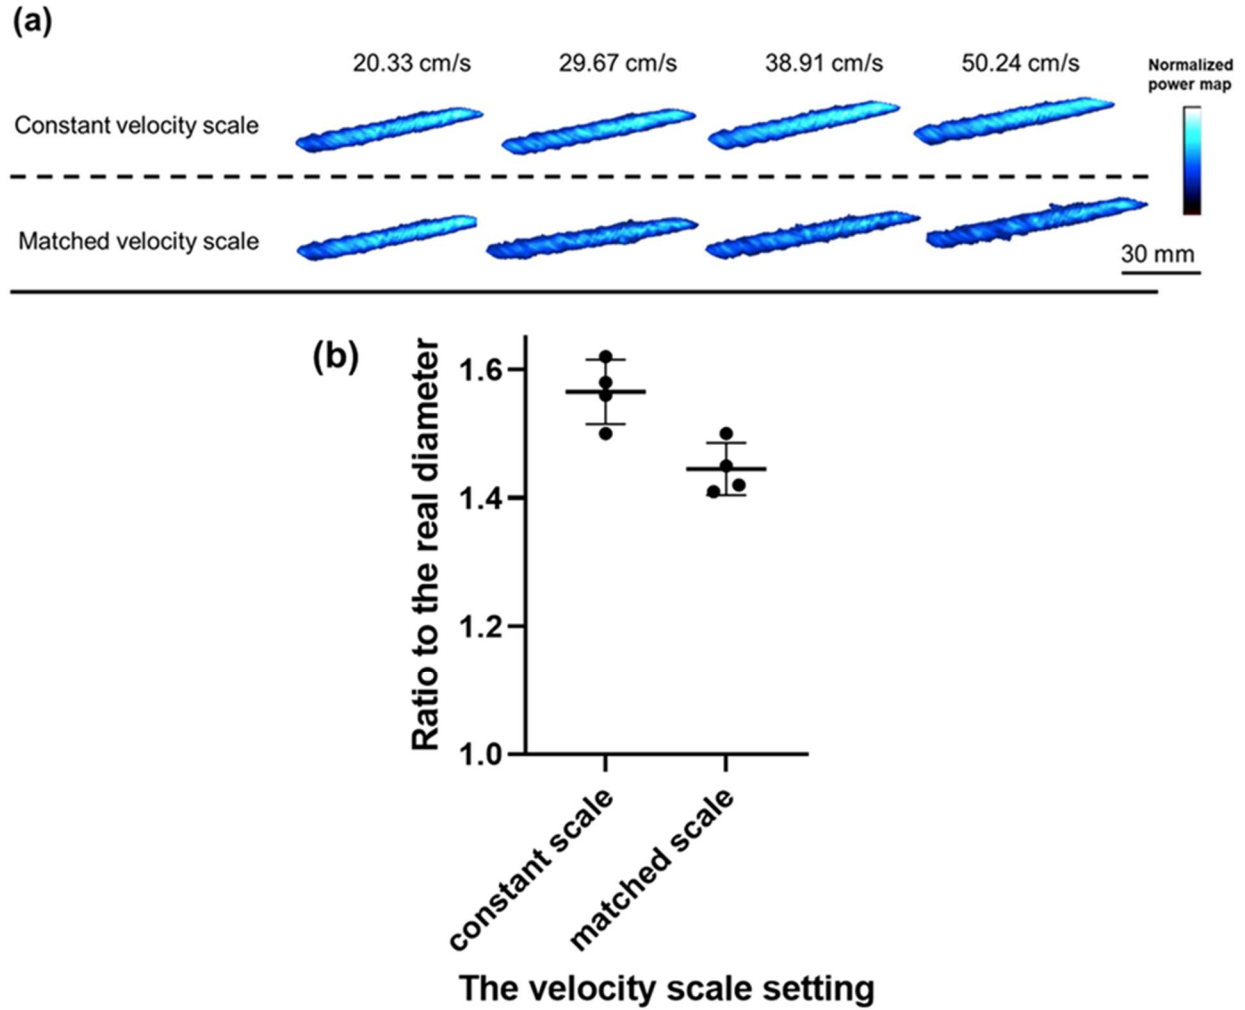 (a)
20.33 cm/s 29.67 cm/s 38.91 cm/s 50.24 cm/s
Normalized
power map
Constant velocity scale
Matched velocity scale
30 mm
(b)
Ratio to the real diameter
1.6
1.4
1.2
1.0
constant scale
matched scale
The velocity scale setting